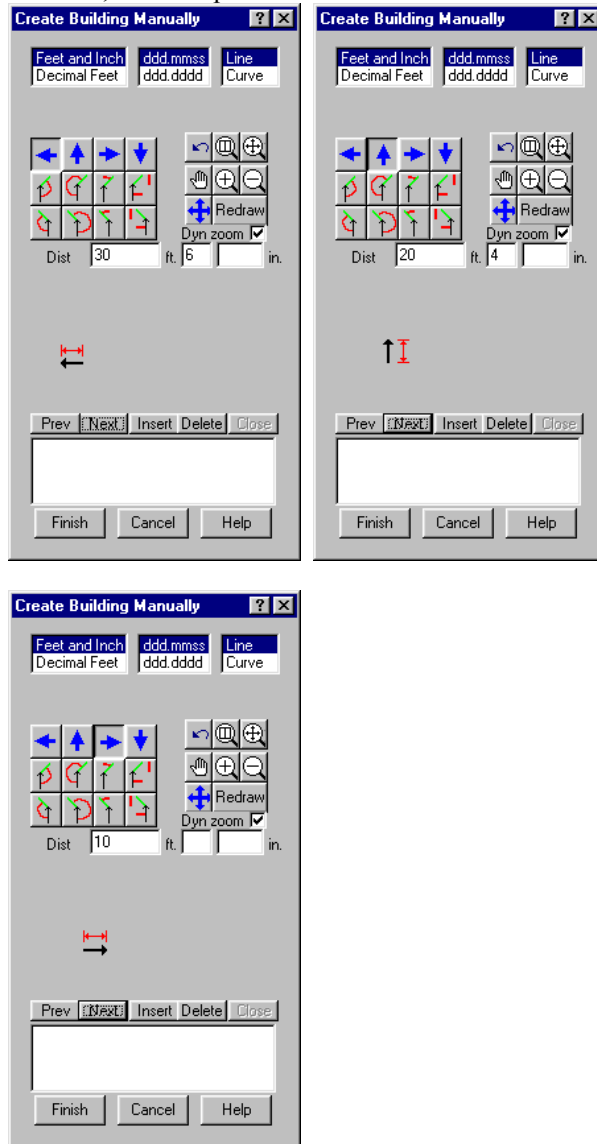 Create Building Manually ?
Feet and Inch ddd.mmss Line
Decimal Feet ddd.dddd Curve
Redraw
Dyn zoom
Dist 30 ft. 6 in.
Prev Next Insert Delete Close
Finish Cancel Help
Create Building Manually ?
Feet and Inch ddd.mmss Line
Decimal Feet ddd.dddd Curve
Redraw
Dyn zoom
Dist 20 ft. 4 in.
Prev Next Insert Delete Close
Finish Cancel Help
Create Building Manually ?
Feet and Inch ddd.mmss Line
Decimal Feet ddd.dddd Curve
Redraw
Dyn zoom
Dist 10 ft. in.
Prev Next Insert Delete Close
Finish Cancel Help